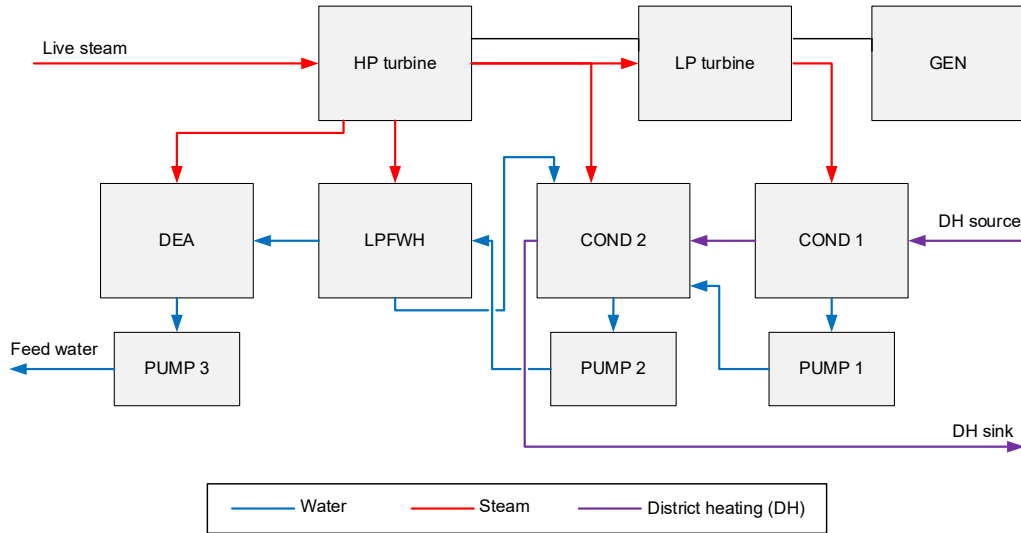 Live steam
HP turbine
LP turbine
GEN
DEA
LPFWH
COND 2
COND 1
DH source
Feed water
PUMP 3
PUMP 2
PUMP 1
DH sink
Water
Steam
District heating (DH)